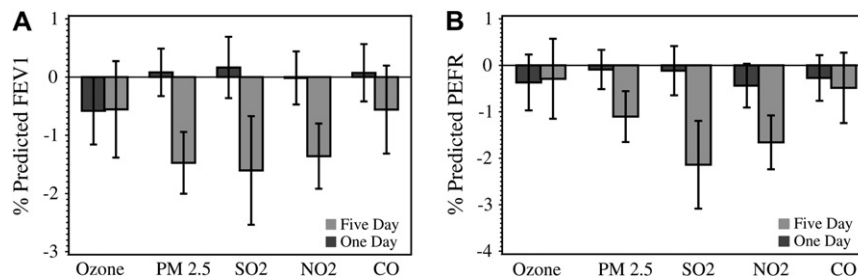 A
% Predicted FEV1
1
0
-1
-2
-3
Five Day
One Day
Ozone PM 2.5 SO2 NO2 CO
B
% Predicted PEFR
1
0
-1
-2
-3
-4
Five Day
One Day
Ozone PM 2.5 SO2 NO2 CO